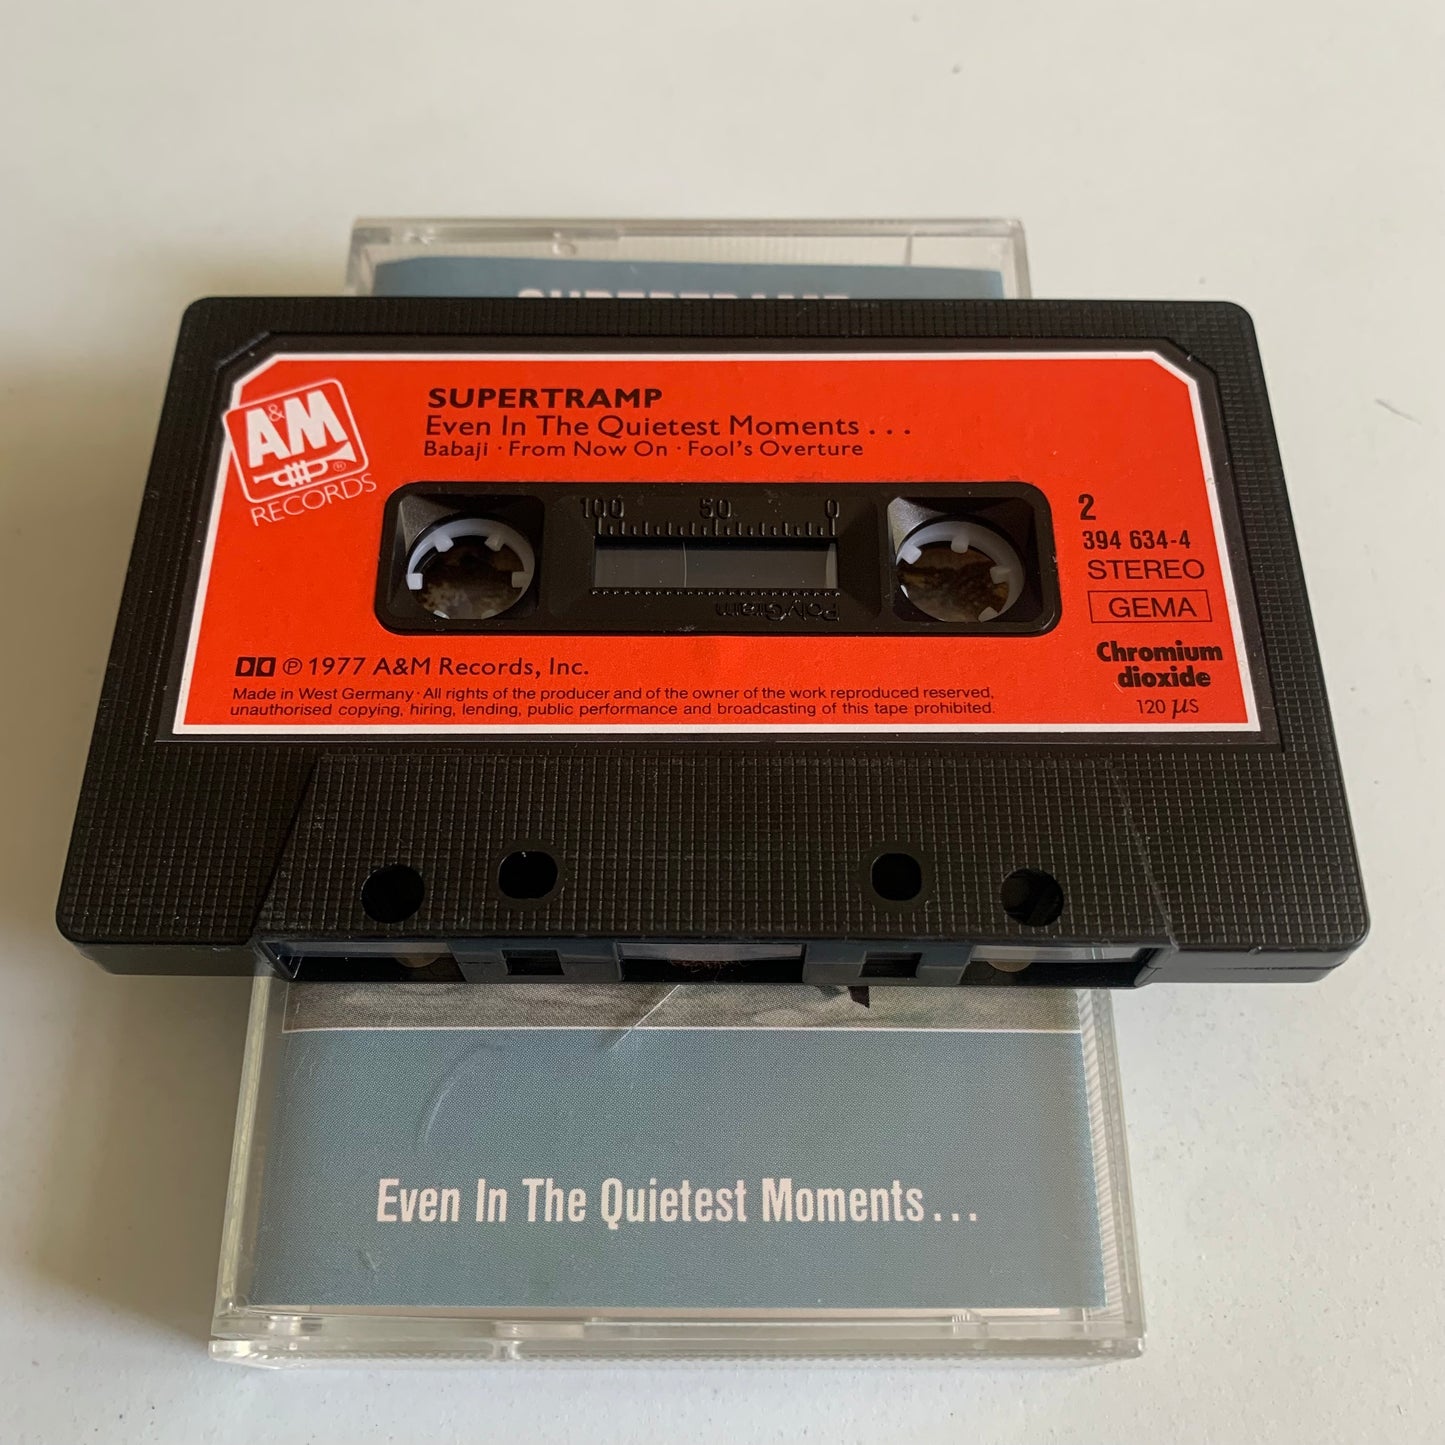 SUPERTRAMP
A&M
®
RECORDS
SUPERTRAMP
Even In The Quietest Moments . . .
Babaji · From Now On · Fool's Overture
100 50 0
PolyGram
2
394 634-4
STEREO
GEMA
Chromium
dioxide
120 µs
℗ 1977 A&M Records, Inc.
Made in West Germany · All rights of the producer and of the owner of the work reproduced reserved,
unauthorised copying, hiring, lending, public performance and broadcasting of this tape prohibited.
Even In The Quietest Moments...